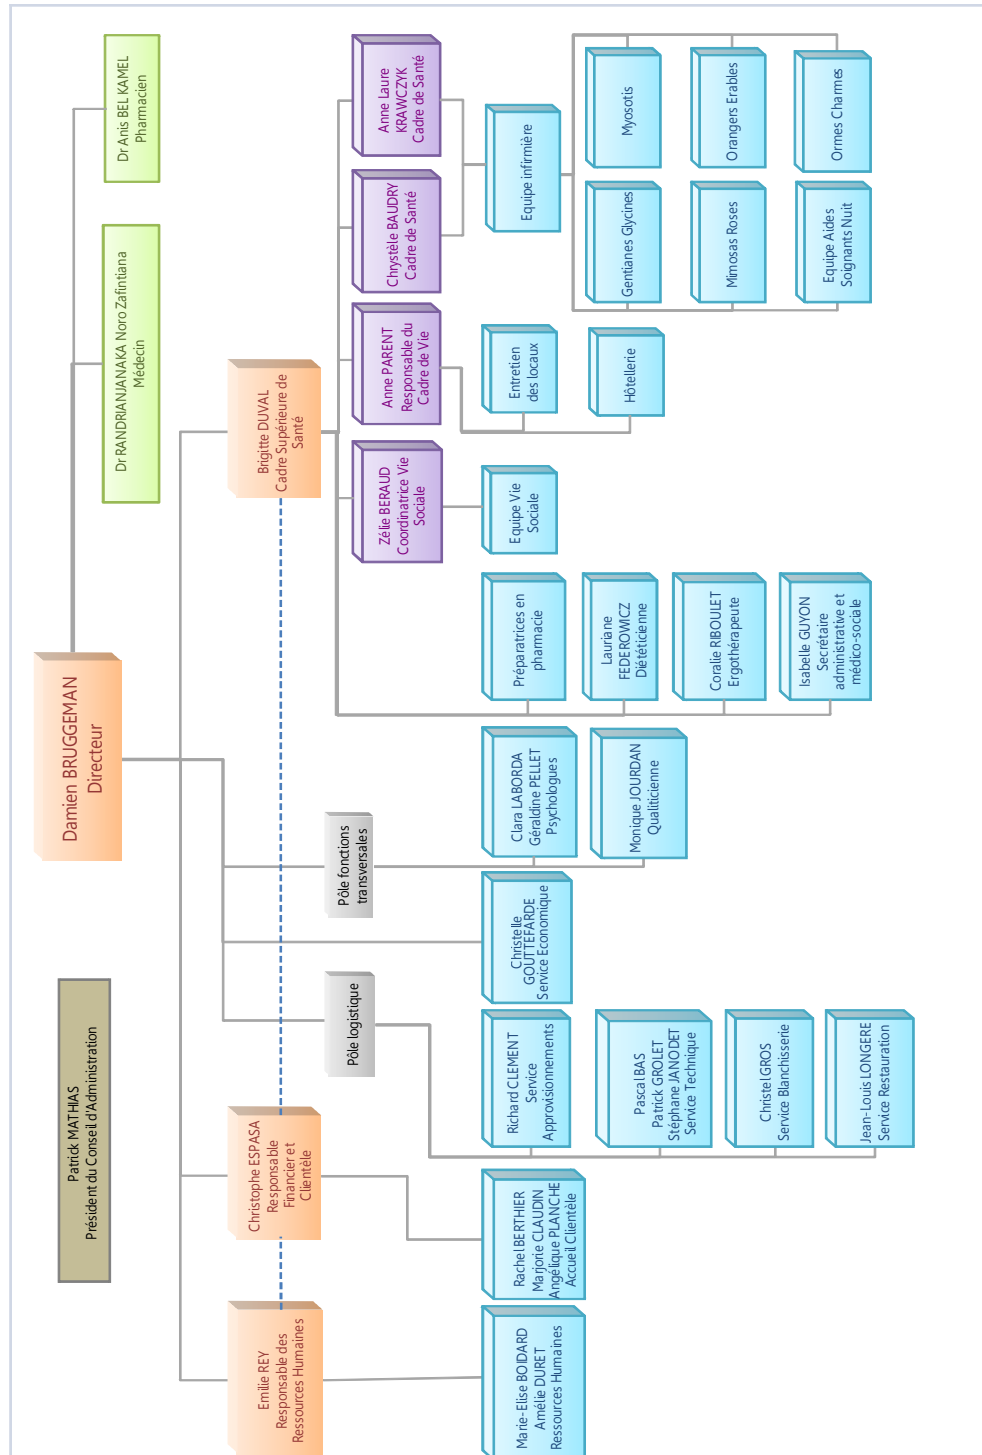 Patrick MATHIAS
Président du Conseil d'Administration
Damien BRUGGEMAN
Directeur
Dr RANDRIANJANAKA Noro Zafintiana
Médecin
Dr Anis BEL KAMEL
Pharmacien
Emilie REY
Responsable des
Ressources Humaines
Christophe ESPASA
Responsable
Financier et
Clientèle
Brigitte DUVAL
Cadre Supérieure de
Santé
Pôle logistique
Pôle fonctions
transversales
Zélie BERAUD
Coordinatrice Vie
Sociale
Anne PARENT
Responsable du
Cadre de Vie
Chrystèle BAUDRY
Cadre de Santé
Anne Laure
KRAWCZYK
Cadre de Santé
Marie-Elise BOIDARD
Amélie DURET
Ressources Humaines
Rachel BERTHIER
Marjorie CLAUDIN
Angélique PLANCHE
Accueil Clientèle
Richard CLEMENT
Service
Approvisionnements
Pascal BAS
Patrick GROLET
Stéphane JANODET
Service Technique
Christel GROS
Service Blanchisserie
Jean-Louis LONGERE
Service Restauration
Christelle
GOUTTEFARDE
Service Economique
Clara LABORDA
Géraldine PELLET
Psychologues
Monique JOURDAN
Qualiticienne
Préparatrices en
pharmacie
Lauriane
FEDEROWICZ
Diététicienne
Coralie RIBOULET
Ergothérapeute
Isabelle GUYON
Secrétaire
administrative et
médico-sociale
Equipe Vie
Sociale
Entretien
des locaux
Hôtellerie
Equipe infirmière
Gentianes Glycines
Myosotis
Mimosas Roses
Orangers Erables
Equipe Aides
Soignants Nuit
Ormes Charmes